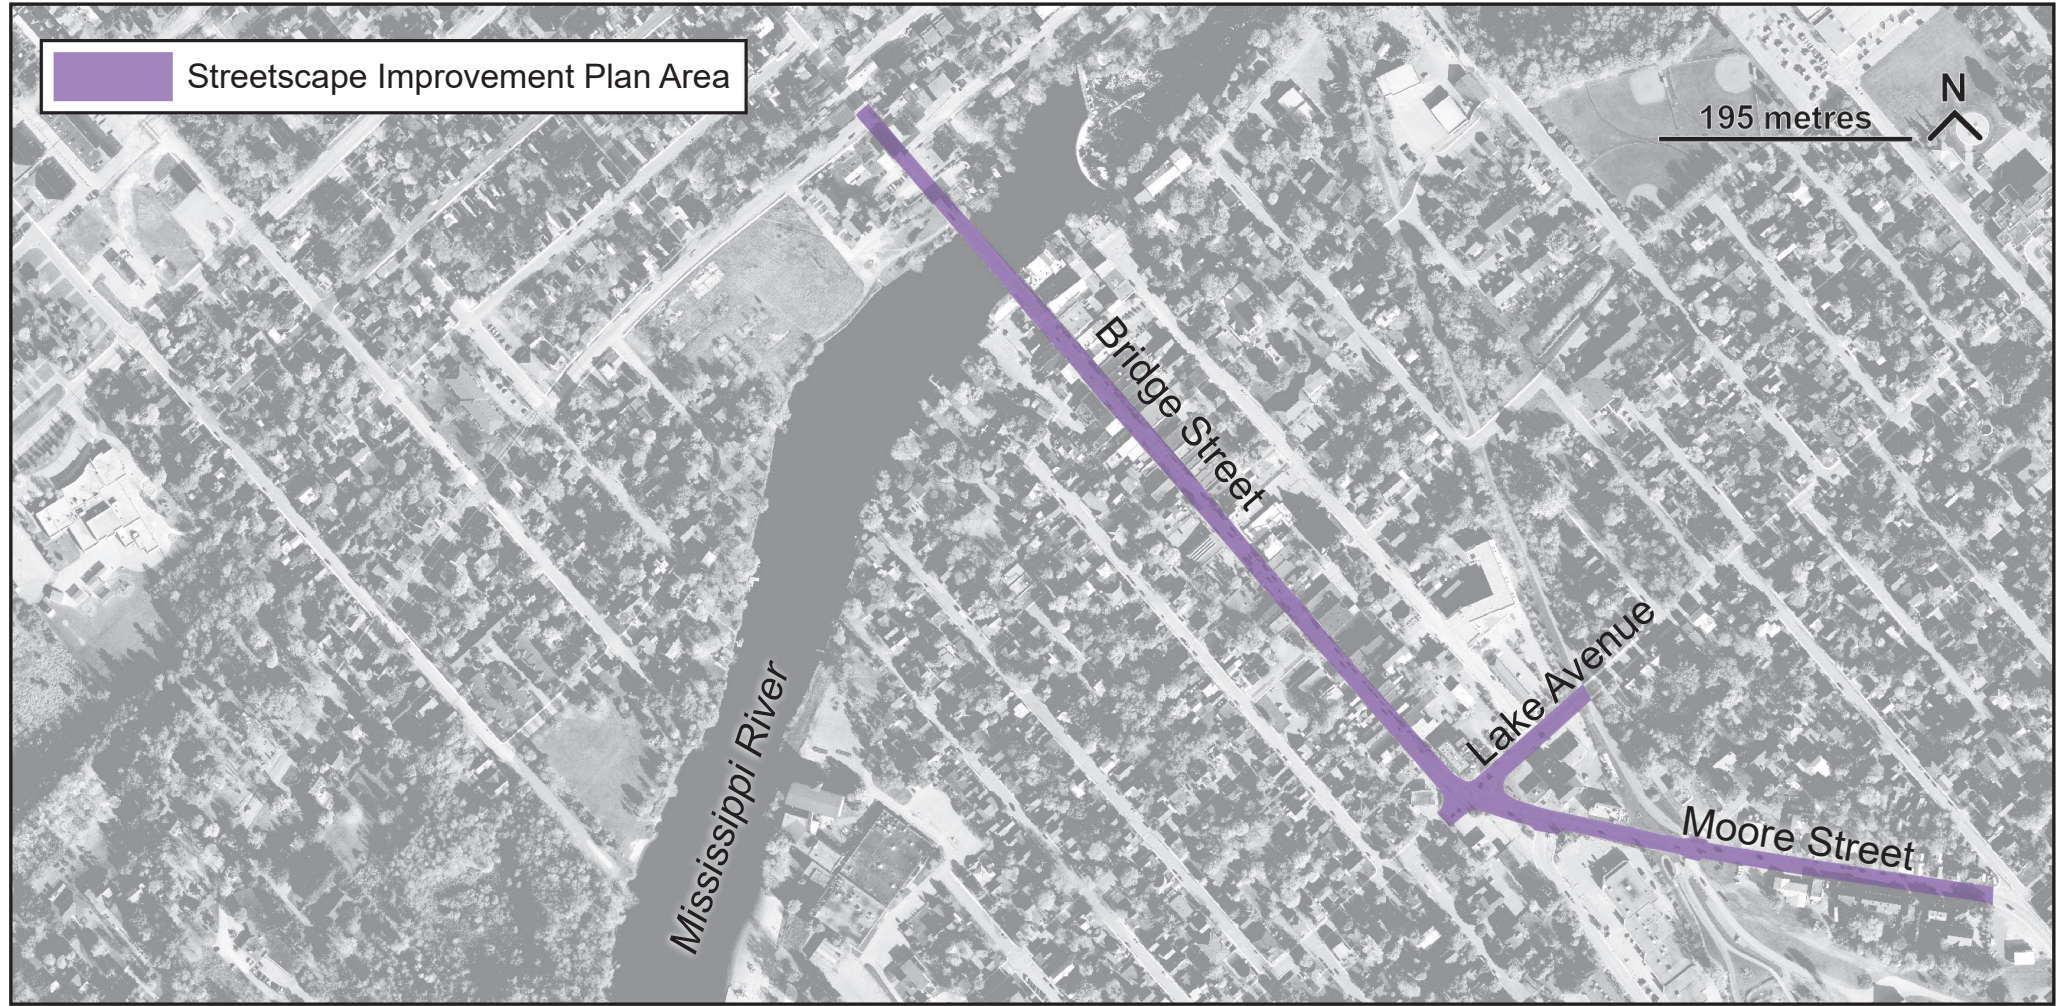 Streetscape Improvement Plan Area
N
195 metres
Bridge Street
Lake Avenue
Moore Street
Mississippi River